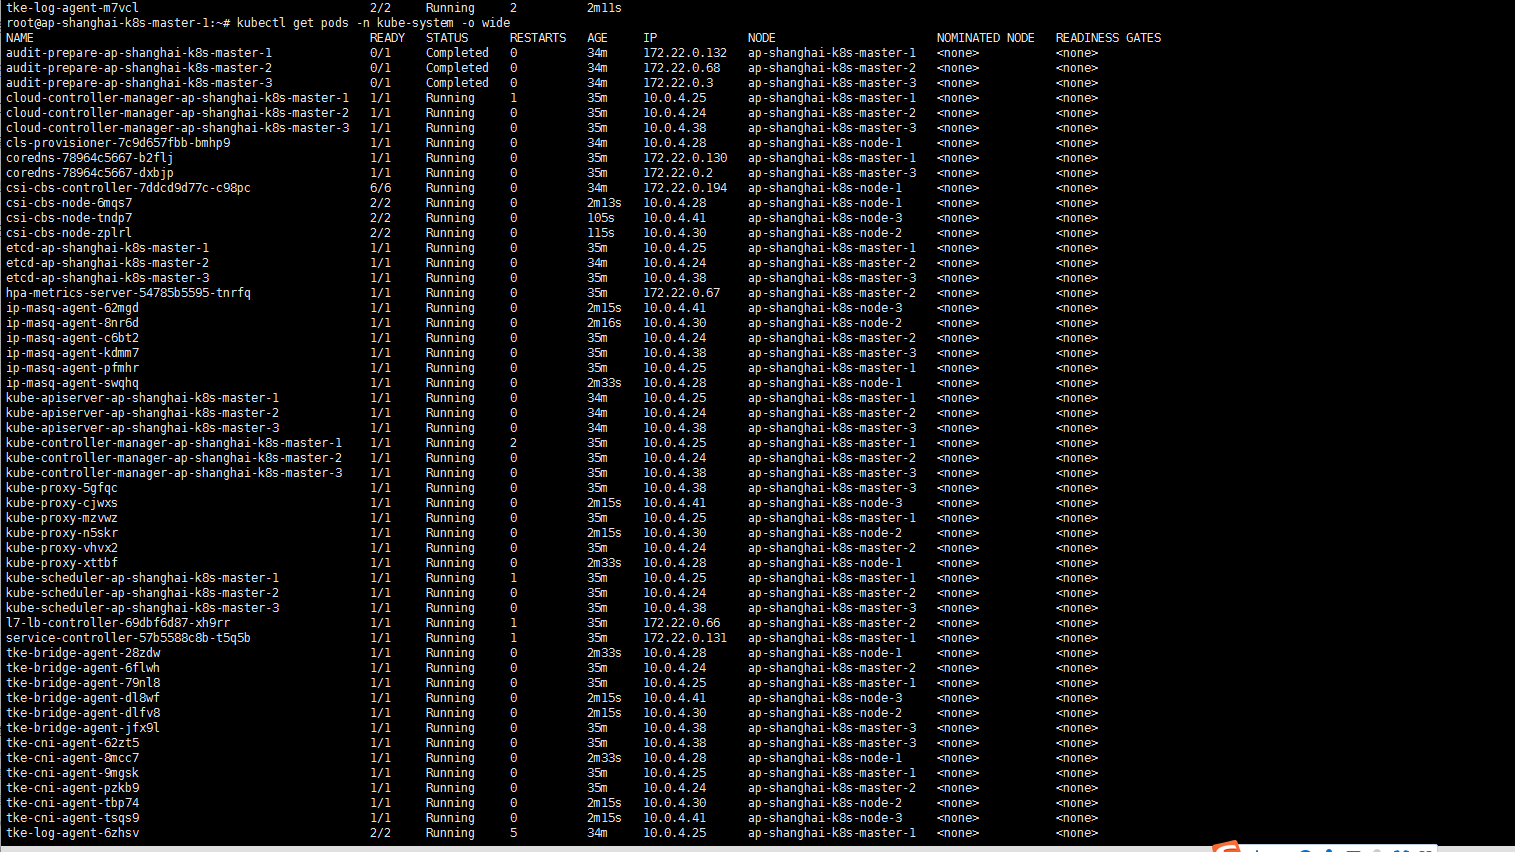 tke-log-agent-m7vcl 2/2 Running 2 2m11s
root@ap-shanghai-k8s-master-1:~# kubectl get pods -n kube-system -o wide
NAME READY STATUS RESTARTS AGE IP NODE NOMINATED NODE READINESS GATES
audit-prepare-ap-shanghai-k8s-master-1 0/1 Completed 0 34m 172.22.0.132 ap-shanghai-k8s-master-1 <none> <none>
audit-prepare-ap-shanghai-k8s-master-2 0/1 Completed 0 34m 172.22.0.68 ap-shanghai-k8s-master-2 <none> <none>
audit-prepare-ap-shanghai-k8s-master-3 0/1 Completed 0 34m 172.22.0.3 ap-shanghai-k8s-master-3 <none> <none>
cloud-controller-manager-ap-shanghai-k8s-master-1 1/1 Running 1 35m 10.0.4.25 ap-shanghai-k8s-master-1 <none> <none>
cloud-controller-manager-ap-shanghai-k8s-master-2 1/1 Running 0 35m 10.0.4.24 ap-shanghai-k8s-master-2 <none> <none>
cloud-controller-manager-ap-shanghai-k8s-master-3 1/1 Running 0 35m 10.0.4.38 ap-shanghai-k8s-master-3 <none> <none>
cls-provisioner-7c9d657fbb-bmhp9 1/1 Running 0 34m 10.0.4.28 ap-shanghai-k8s-node-1 <none> <none>
coredns-78964c5667-b2flj 1/1 Running 0 35m 172.22.0.130 ap-shanghai-k8s-master-1 <none> <none>
coredns-78964c5667-dxbjp 1/1 Running 0 35m 172.22.0.2 ap-shanghai-k8s-master-3 <none> <none>
csi-cbs-controller-7ddcd9d77c-c98pc 6/6 Running 0 34m 172.22.0.194 ap-shanghai-k8s-node-1 <none> <none>
csi-cbs-node-6mqs7 2/2 Running 0 2m13s 10.0.4.28 ap-shanghai-k8s-node-1 <none> <none>
csi-cbs-node-tndp7 2/2 Running 0 105s 10.0.4.41 ap-shanghai-k8s-node-3 <none> <none>
csi-cbs-node-zplrl 2/2 Running 0 115s 10.0.4.30 ap-shanghai-k8s-node-2 <none> <none>
etcd-ap-shanghai-k8s-master-1 1/1 Running 0 35m 10.0.4.25 ap-shanghai-k8s-master-1 <none> <none>
etcd-ap-shanghai-k8s-master-2 1/1 Running 0 34m 10.0.4.24 ap-shanghai-k8s-master-2 <none> <none>
etcd-ap-shanghai-k8s-master-3 1/1 Running 0 35m 10.0.4.38 ap-shanghai-k8s-master-3 <none> <none>
hpa-metrics-server-54785b5595-tnrfq 1/1 Running 0 35m 172.22.0.67 ap-shanghai-k8s-master-2 <none> <none>
ip-masq-agent-62mgd 1/1 Running 0 2m15s 10.0.4.41 ap-shanghai-k8s-node-3 <none> <none>
ip-masq-agent-8nr6d 1/1 Running 0 2m16s 10.0.4.30 ap-shanghai-k8s-node-2 <none> <none>
ip-masq-agent-c6bt2 1/1 Running 0 35m 10.0.4.24 ap-shanghai-k8s-master-2 <none> <none>
ip-masq-agent-kdmm7 1/1 Running 0 35m 10.0.4.38 ap-shanghai-k8s-master-3 <none> <none>
ip-masq-agent-pfmhr 1/1 Running 0 35m 10.0.4.25 ap-shanghai-k8s-master-1 <none> <none>
ip-masq-agent-swqhq 1/1 Running 0 2m33s 10.0.4.28 ap-shanghai-k8s-node-1 <none> <none>
kube-apiserver-ap-shanghai-k8s-master-1 1/1 Running 0 34m 10.0.4.25 ap-shanghai-k8s-master-1 <none> <none>
kube-apiserver-ap-shanghai-k8s-master-2 1/1 Running 0 34m 10.0.4.24 ap-shanghai-k8s-master-2 <none> <none>
kube-apiserver-ap-shanghai-k8s-master-3 1/1 Running 0 34m 10.0.4.38 ap-shanghai-k8s-master-3 <none> <none>
kube-controller-manager-ap-shanghai-k8s-master-1 1/1 Running 2 35m 10.0.4.25 ap-shanghai-k8s-master-1 <none> <none>
kube-controller-manager-ap-shanghai-k8s-master-2 1/1 Running 0 35m 10.0.4.24 ap-shanghai-k8s-master-2 <none> <none>
kube-controller-manager-ap-shanghai-k8s-master-3 1/1 Running 0 35m 10.0.4.38 ap-shanghai-k8s-master-3 <none> <none>
kube-proxy-5gfqc 1/1 Running 0 35m 10.0.4.38 ap-shanghai-k8s-master-3 <none> <none>
kube-proxy-cjwxs 1/1 Running 0 2m15s 10.0.4.41 ap-shanghai-k8s-node-3 <none> <none>
kube-proxy-mzvwz 1/1 Running 0 35m 10.0.4.25 ap-shanghai-k8s-master-1 <none> <none>
kube-proxy-n5skr 1/1 Running 0 2m15s 10.0.4.30 ap-shanghai-k8s-node-2 <none> <none>
kube-proxy-vhvx2 1/1 Running 0 35m 10.0.4.24 ap-shanghai-k8s-master-2 <none> <none>
kube-proxy-xttbf 1/1 Running 0 2m33s 10.0.4.28 ap-shanghai-k8s-node-1 <none> <none>
kube-scheduler-ap-shanghai-k8s-master-1 1/1 Running 1 35m 10.0.4.25 ap-shanghai-k8s-master-1 <none> <none>
kube-scheduler-ap-shanghai-k8s-master-2 1/1 Running 0 35m 10.0.4.24 ap-shanghai-k8s-master-2 <none> <none>
kube-scheduler-ap-shanghai-k8s-master-3 1/1 Running 0 35m 10.0.4.38 ap-shanghai-k8s-master-3 <none> <none>
l7-lb-controller-69dbf6d87-xh9rr 1/1 Running 1 35m 172.22.0.66 ap-shanghai-k8s-master-2 <none> <none>
service-controller-57b5588c8b-t5q5b 1/1 Running 1 35m 172.22.0.131 ap-shanghai-k8s-master-1 <none> <none>
tke-bridge-agent-28zdw 1/1 Running 0 2m33s 10.0.4.28 ap-shanghai-k8s-node-1 <none> <none>
tke-bridge-agent-6flwh 1/1 Running 0 35m 10.0.4.24 ap-shanghai-k8s-master-2 <none> <none>
tke-bridge-agent-79nl8 1/1 Running 0 35m 10.0.4.25 ap-shanghai-k8s-master-1 <none> <none>
tke-bridge-agent-dl8wf 1/1 Running 0 2m15s 10.0.4.41 ap-shanghai-k8s-node-3 <none> <none>
tke-bridge-agent-dlfv8 1/1 Running 0 2m15s 10.0.4.30 ap-shanghai-k8s-node-2 <none> <none>
tke-bridge-agent-jfx9l 1/1 Running 0 35m 10.0.4.38 ap-shanghai-k8s-master-3 <none> <none>
tke-cni-agent-62zt5 1/1 Running 0 35m 10.0.4.38 ap-shanghai-k8s-master-3 <none> <none>
tke-cni-agent-8mcc7 1/1 Running 0 2m33s 10.0.4.28 ap-shanghai-k8s-node-1 <none> <none>
tke-cni-agent-9mgsk 1/1 Running 0 35m 10.0.4.25 ap-shanghai-k8s-master-1 <none> <none>
tke-cni-agent-pzkb9 1/1 Running 0 35m 10.0.4.24 ap-shanghai-k8s-master-2 <none> <none>
tke-cni-agent-tbp74 1/1 Running 0 2m15s 10.0.4.30 ap-shanghai-k8s-node-2 <none> <none>
tke-cni-agent-tsqs9 1/1 Running 0 2m15s 10.0.4.41 ap-shanghai-k8s-node-3 <none> <none>
tke-log-agent-6zhsv 2/2 Running 5 34m 10.0.4.25 ap-shanghai-k8s-master-1 <none> <none>